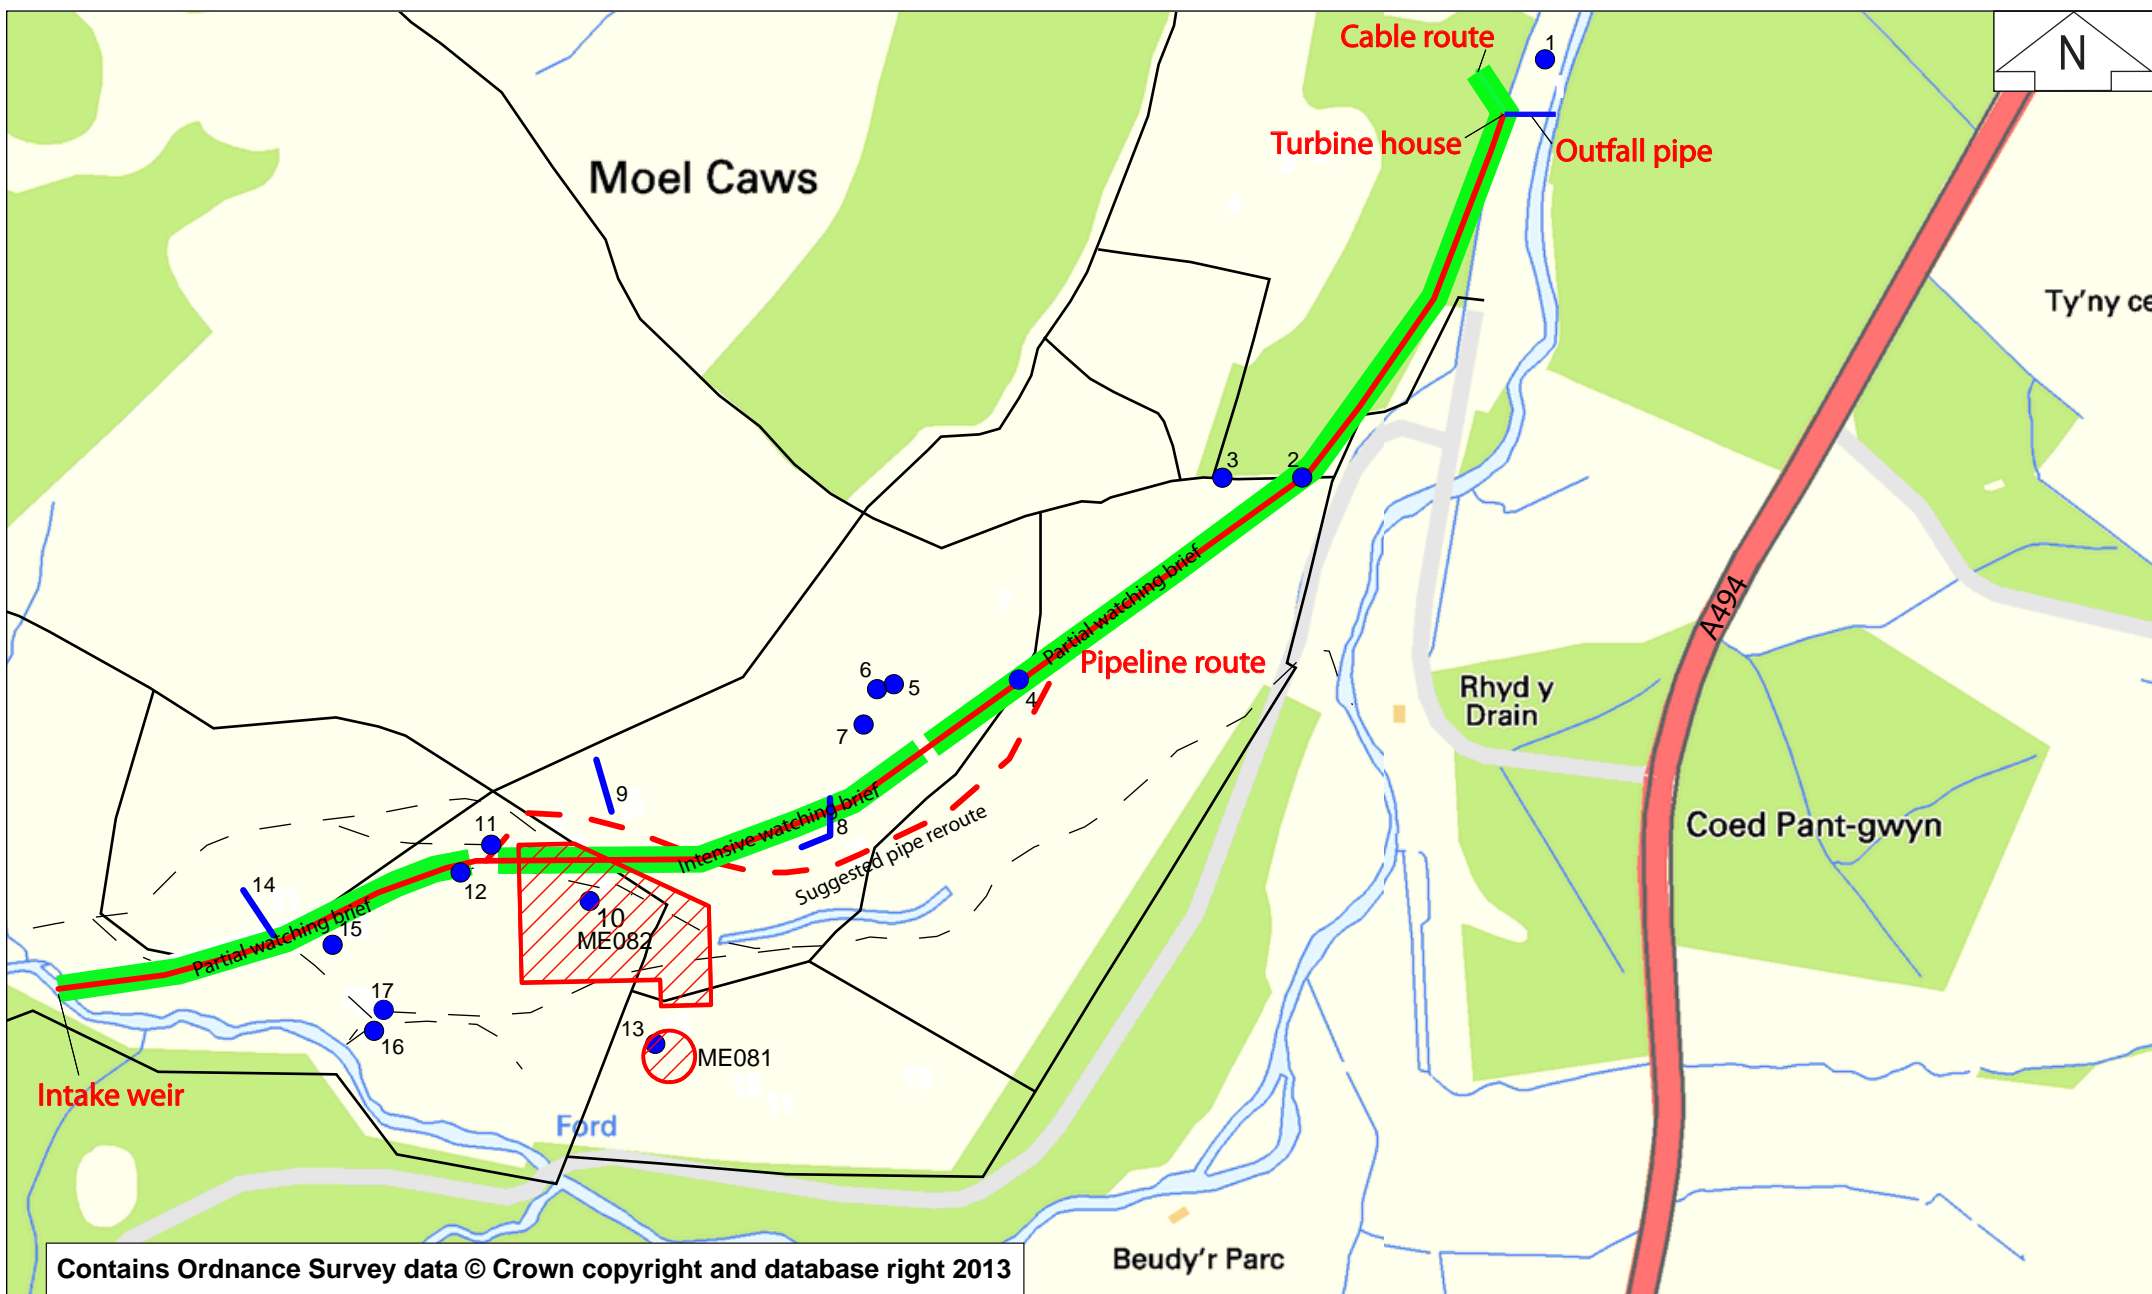 Cable route
1
N
Turbine house
Outfall pipe
Moel Caws
Ty'ny ce
3
2
Partial watching brief
A494
Pipeline route
6
5
4
7
Rhyd y
Drain
9
Intensive watching brief
8
Suggested pipe reroute
Coed Pant-gwyn
11
12
14
Partial watching brief
15
10
ME082
17
16
13
ME081
Intake weir
Ford
Beudy'r Parc
Contains Ordnance Survey data © Crown copyright and database right 2013